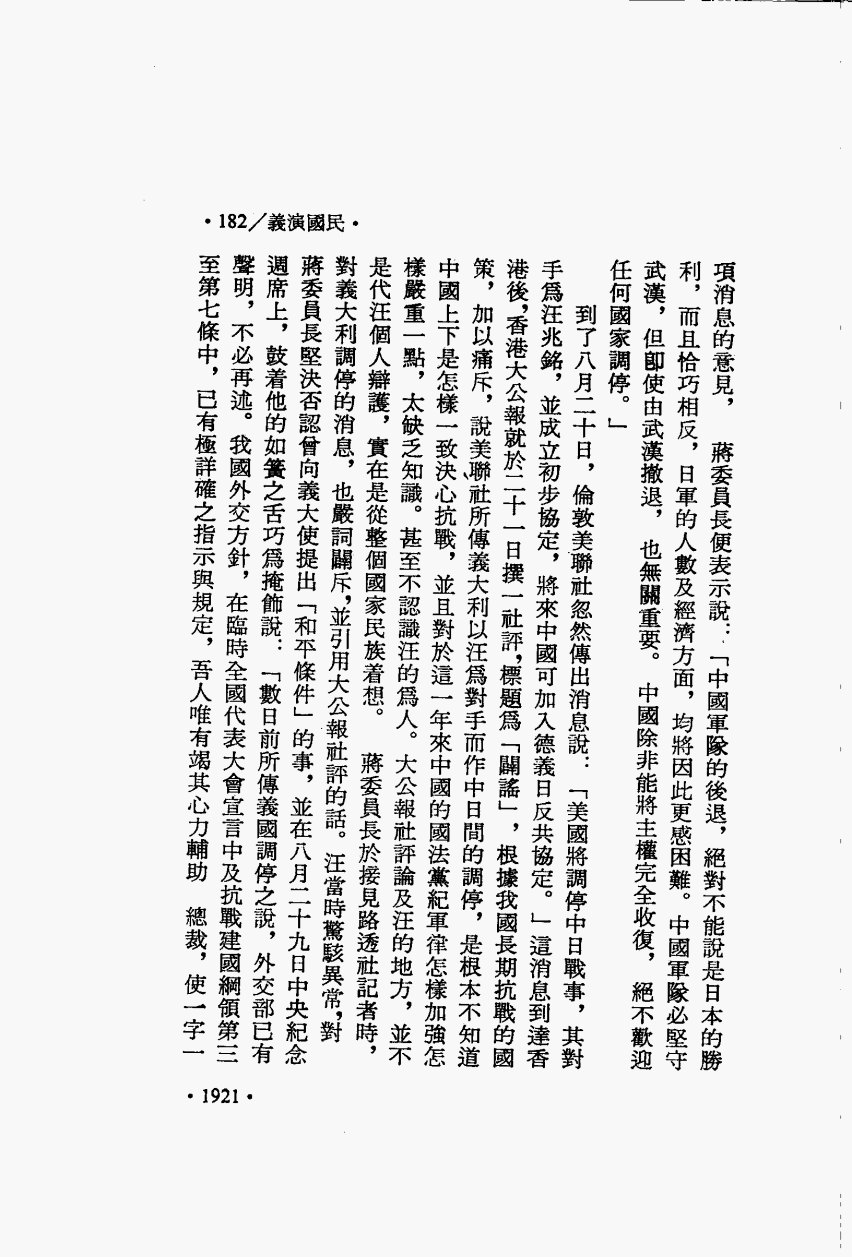 ・182／義演國民・
項消息的意見，　蔣委員長便表示說：「中國軍隊的後退，絕對不能說是日本的勝
利，而且恰巧相反，日軍的人數及經濟方面，均將因此更感困難。中國軍隊必堅守
武漢，但卽使由武漢撤退，也無關重要。　中國除非能將主權完全收復，　絕不歡迎
任何國家調停。」
到了八月二十日，倫敦美聯社忽然傳出消息說：「美國將調停中日戰事，其對
手爲汪兆銘，並成立初步協定，將來中國可加入德義日反共協定。」這消息到達香
港後，香港大公報就於二十一日撰一社評，標題爲「闢謠」，根據我國長期抗戰的國
策，加以痛斥，說美聯社所傳義大利以汪爲對手而作中日間的調停，是根本不知道
中國上下是怎樣一致決心抗戰，並且對於這一年來中國的國法黨紀軍律怎樣加強怎
樣嚴重一點，太缺乏知識。甚至不認識汪的爲人。大公報社評論及汪的地方，並不
是代汪個人辯護，實在是從整個國家民族着想。　蔣委員長於接見路透社記者時，
對義大利調停的消息，也嚴詞闢斥，並引用大公報社評的話。汪當時驚駭異常，對
蔣委員長堅決否認曾向義大使提出「和平條件」的事，並在八月二十九日中央紀念
週席上，鼓着他的如簧之舌巧爲掩飾說：「數日前所傳義國調停之說，外交部已有
聲明，不必再述。我國外交方針，在臨時全國代表大會宣言中及抗戰建國綱領第三
至第七條中，已有極詳確之指示與規定，吾人唯有竭其心力輔助　總裁，使一字一
・1921・